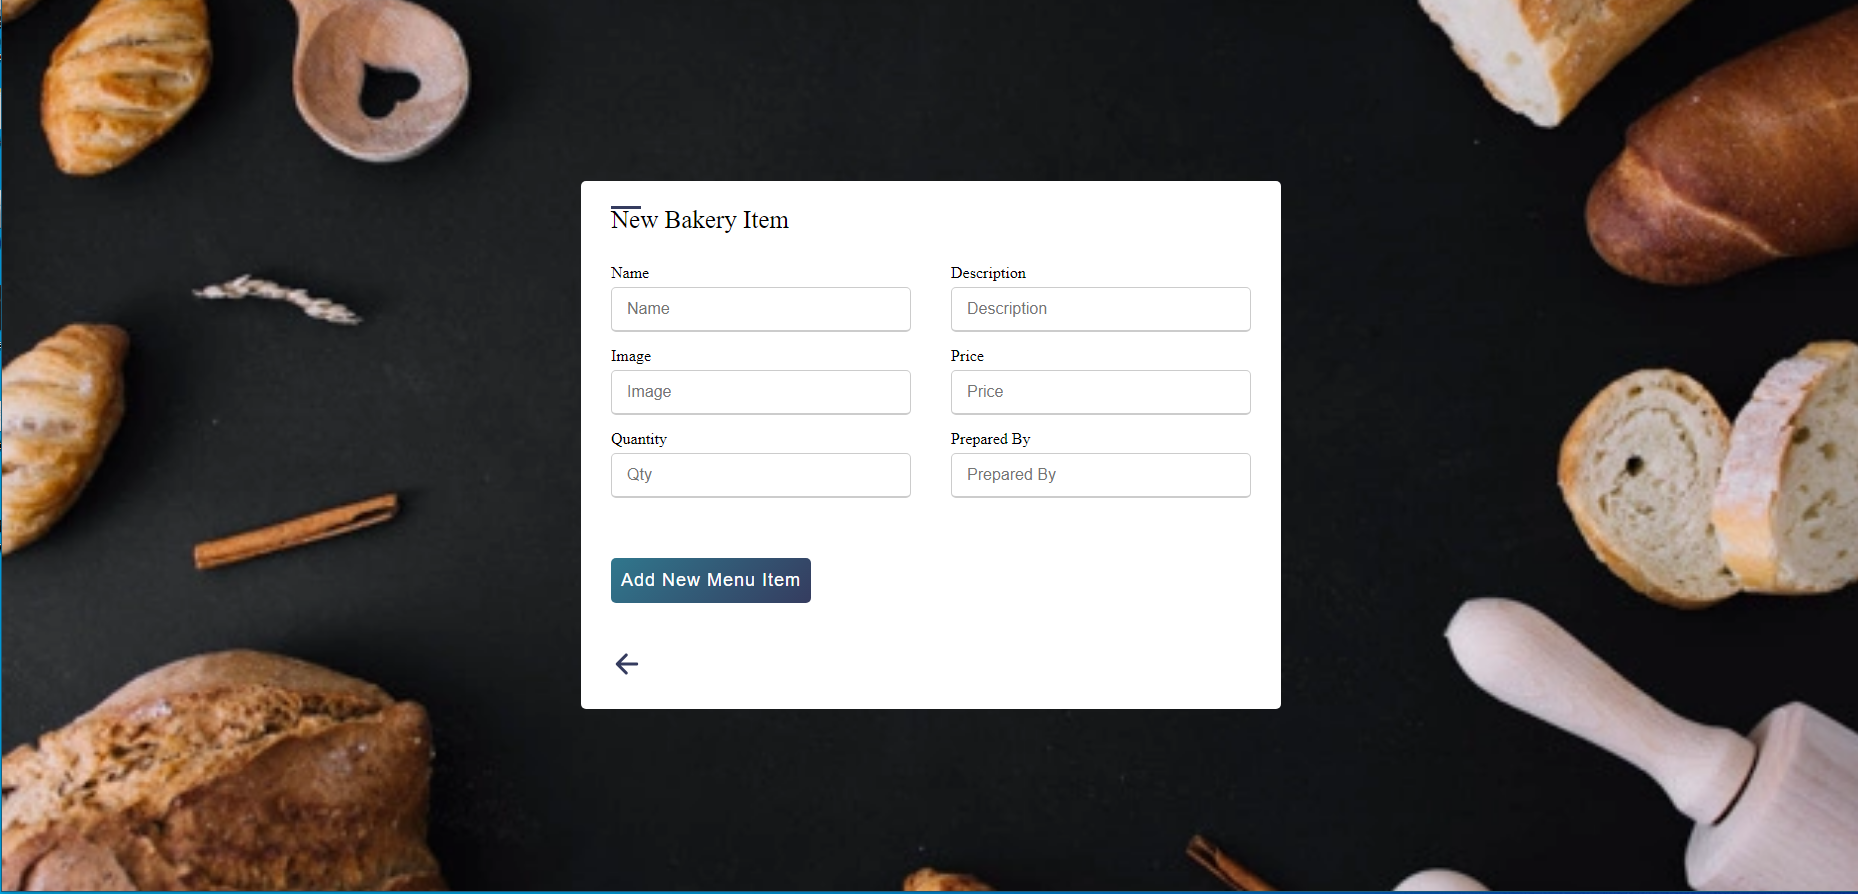 New Bakery Item
Name Description
Name Description
Image Price
Image Price
Quantity Prepared By
Qty Prepared By
Add New Menu Item